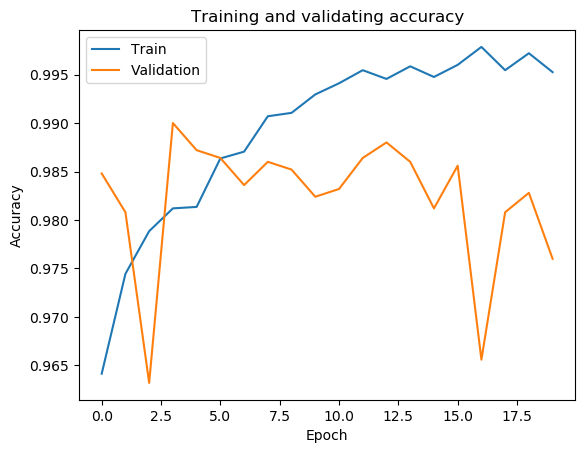 Training and validating accuracy
Train
Validation
0.995
0.990
0.985
0.980
0.975
0.970
0.965
Accuracy
0.0 2.5 5.0 7.5 10.0 12.5 15.0 17.5
Epoch